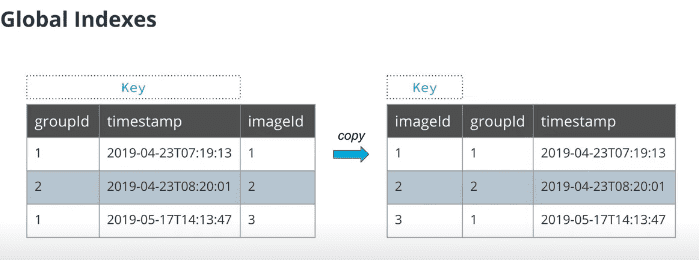 Global Indexes
Key
groupId timestamp imageId
1 2019-04-23T07:19:13 1
2 2019-04-23T08:20:01 2
1 2019-05-17T14:13:47 3
copy
Key
imageId groupId timestamp
1 1 2019-04-23T07:19:13
2 2 2019-04-23T08:20:01
3 1 2019-05-17T14:13:47